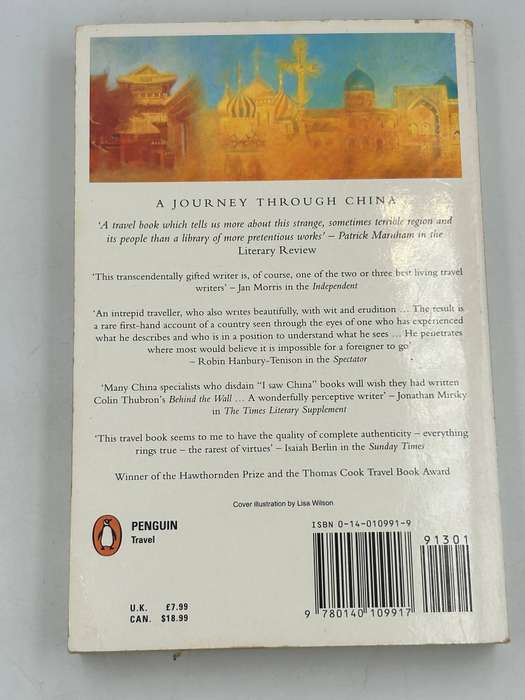 A JOURNEY THROUGH CHINA
'A travel book which tells us more about this strange, sometimes terrible region and
its people than a library of more pretentious works' – Patrick Marnham in the
Literary Review
'This transcendentally gifted writer is, of course, one of the two or three best living travel
writers' – Jan Morris in the Independent
'An intrepid traveller, who also writes beautifully, with wit and erudition ... The result is
a rare first-hand account of a country seen through the eyes of one who has experienced
what he describes and who is in a position to understand what he sees ... He penetrates
where most would believe it is impossible for a foreigner to go'
– Robin Hanbury-Tenison in the Spectator
'Many China specialists who disdain "I saw China" books will wish they had written
Colin Thubron's Behind the Wall ... A wonderfully perceptive writer' – Jonathan Mirsky
in The Times Literary Supplement
'This travel book seems to me to have the quality of complete authenticity – everything
rings true – the rarest of virtues' – Isaiah Berlin in the Sunday Times
Winner of the Hawthornden Prize and the Thomas Cook Travel Book Award
Cover illustration by Lisa Wilson
PENGUIN
Travel
U.K. £7.99
CAN. $18.99
ISBN 0-14-010991-9
91301
9 780140 109917